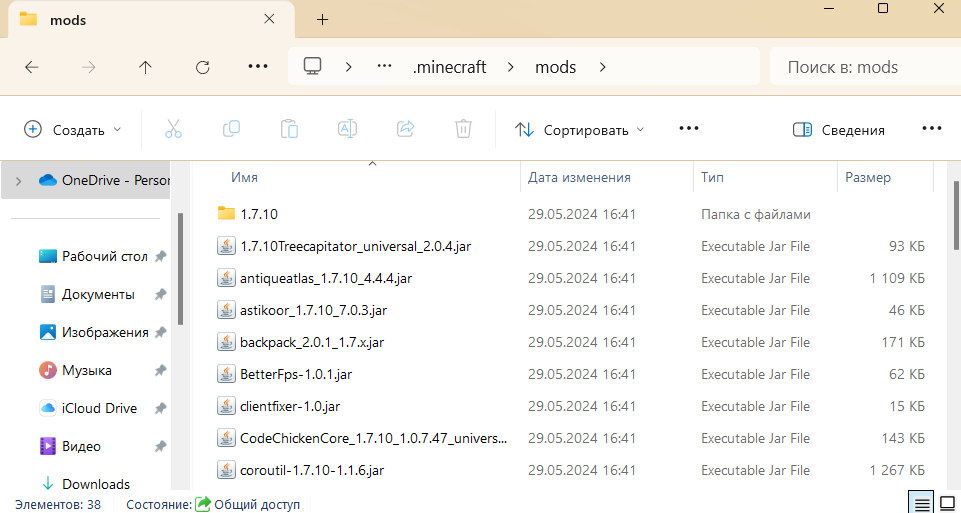 mods
.minecraft
mods
Поиск в: mods
Создать
Сортировать
Сведения
OneDrive - Person
Рабочий стол
Документы
Изображения
Музыка
iCloud Drive
Видео
Downloads
Имя Дата изменения Тип Размер
1.7.10 29.05.2024 16:41 Папка с файлами
1.7.10Treecapitator_universal_2.0.4.jar 29.05.2024 16:41 Executable Jar File 93 КБ
antiqueatlas_1.7.10_4.4.4.jar 29.05.2024 16:41 Executable Jar File 1 109 КБ
astikoor_1.7.10_7.0.3.jar 29.05.2024 16:41 Executable Jar File 46 КБ
backpack_2.0.1_1.7.x.jar 29.05.2024 16:41 Executable Jar File 171 КБ
BetterFps-1.0.1.jar 29.05.2024 16:41 Executable Jar File 62 КБ
clientfixer-1.0.jar 29.05.2024 16:41 Executable Jar File 15 КБ
CodeChickenCore_1.7.10_1.0.7.47_univers... 29.05.2024 16:41 Executable Jar File 143 КБ
coroutil-1.7.10-1.1.6.jar 29.05.2024 16:41 Executable Jar File 1 267 КБ
Элементов: 38 Состояние: Общий доступ